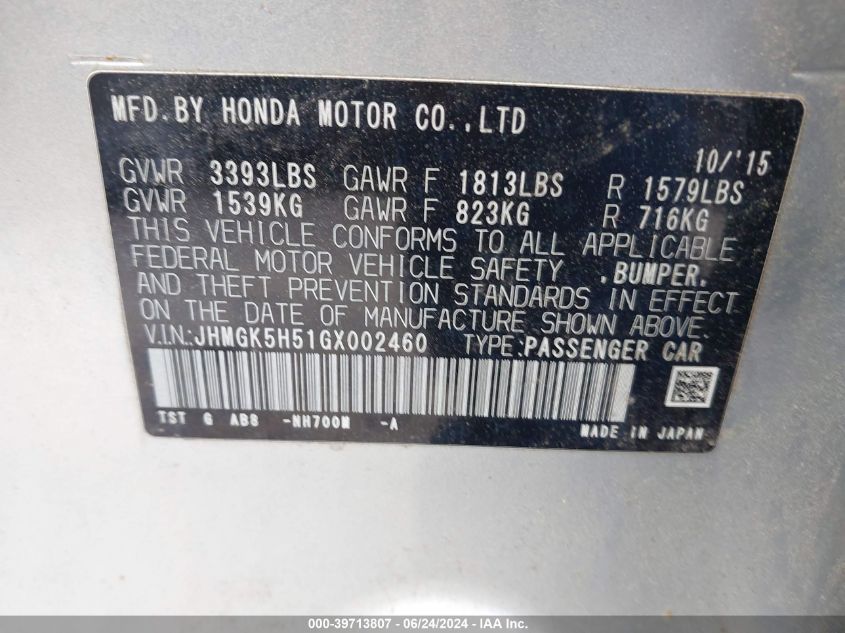 MFD.BY HONDA MOTOR CO.,LTD
10/'15
GVWR 3393LBS GAWR F 1813LBS R 1579LBS
GVWR 1539KG GAWR F 823KG R 716KG
THIS VEHICLE CONFORMS TO ALL APPLICABLE
FEDERAL MOTOR VEHICLE SAFETY ,BUMPER,
AND THEFT PREVENTION STANDARDS IN EFFECT
ON THE DATE OF MANUFACTURE SHOWN ABOVE.
V.I.N.:JHMGK5H51GX002460 TYPE:PASSENGER CAR
TST G AB8 -NH700M -A
MADE IN JAPAN
000-39713807 - 06/24/2024 - IAAI Inc.